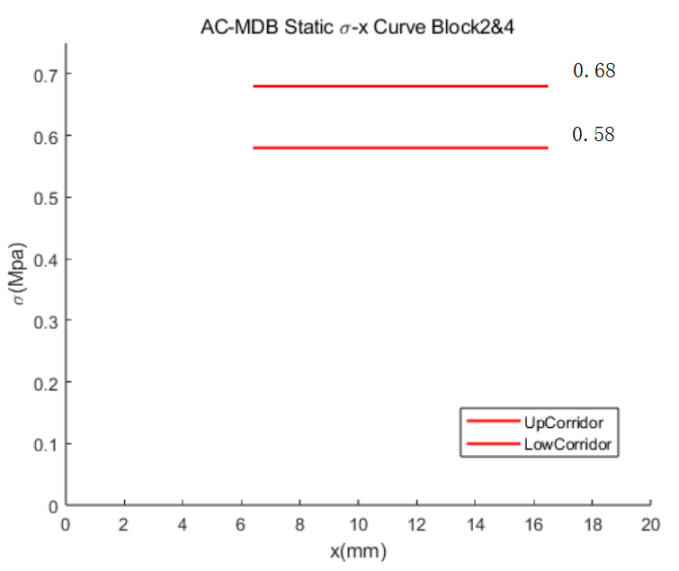 AC-MDB Static σ-x Curve Block2&4
0.7
0.68
0.6
0.58
0.5
0.4
σ(Mpa)
0.3
0.2
0.1
UpCorridor
LowCorridor
0
0 2 4 6 8 10 12 14 16 18 20
x(mm)